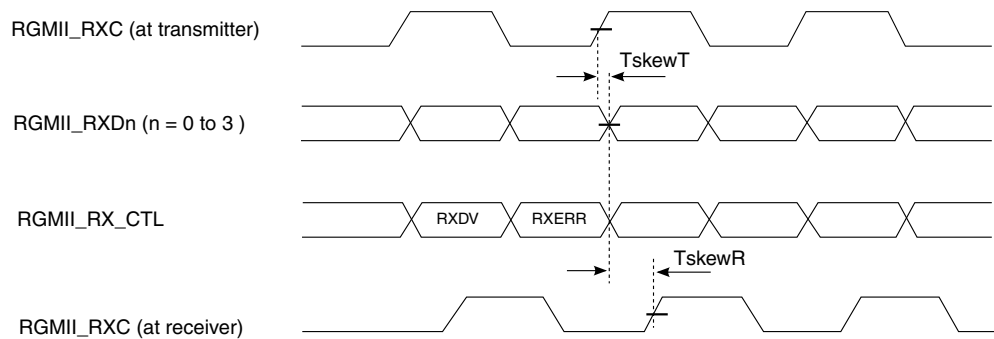 RGMII_RXC (at transmitter)
TskewT
RGMII_RXDn (n = 0 to 3 )
RGMII_RX_CTL
RXDV
RXERR
TskewR
RGMII_RXC (at receiver)